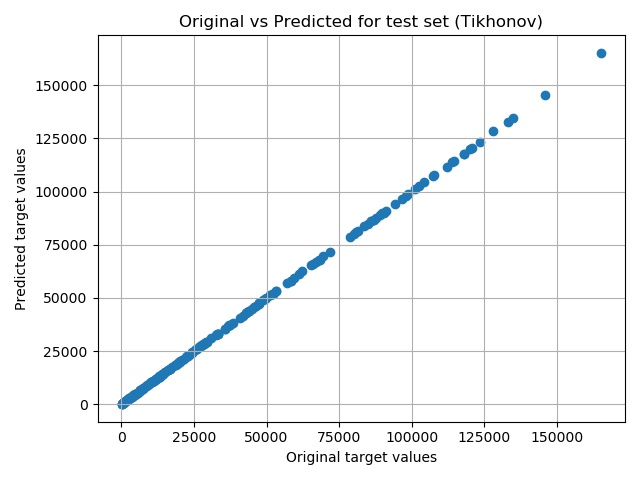 Original vs Predicted for test set (Tikhonov)
Predicted target values
150000
125000
100000
75000
50000
25000
0
0 25000 50000 75000 100000 125000 150000
Original target values